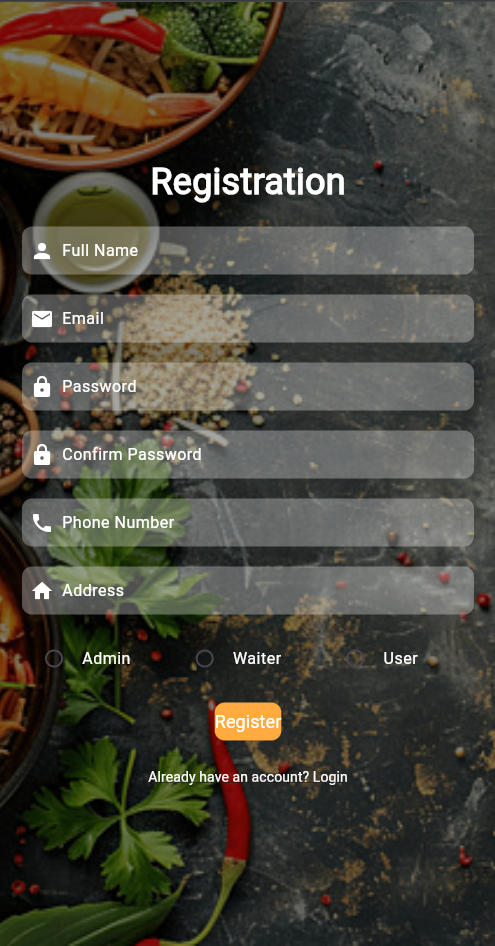 Registration
Full Name
Email
Password
Confirm Password
Phone Number
Address
Admin Waiter User
Register
Already have an account? Login